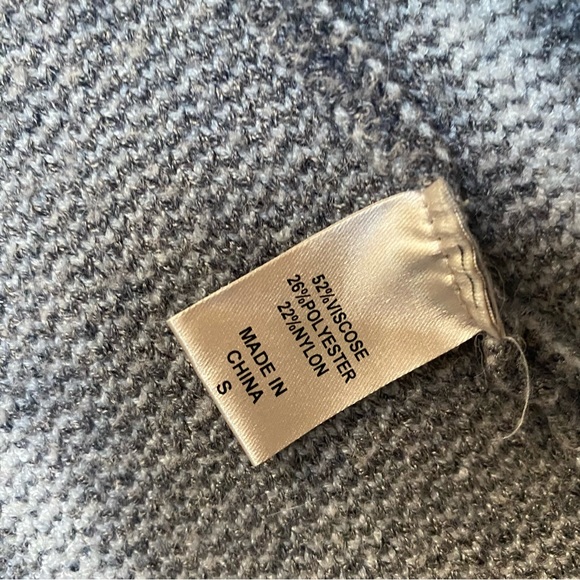 52%VISCOSE
26%POLYESTER
22%NYLON
MADE IN
CHINA
S